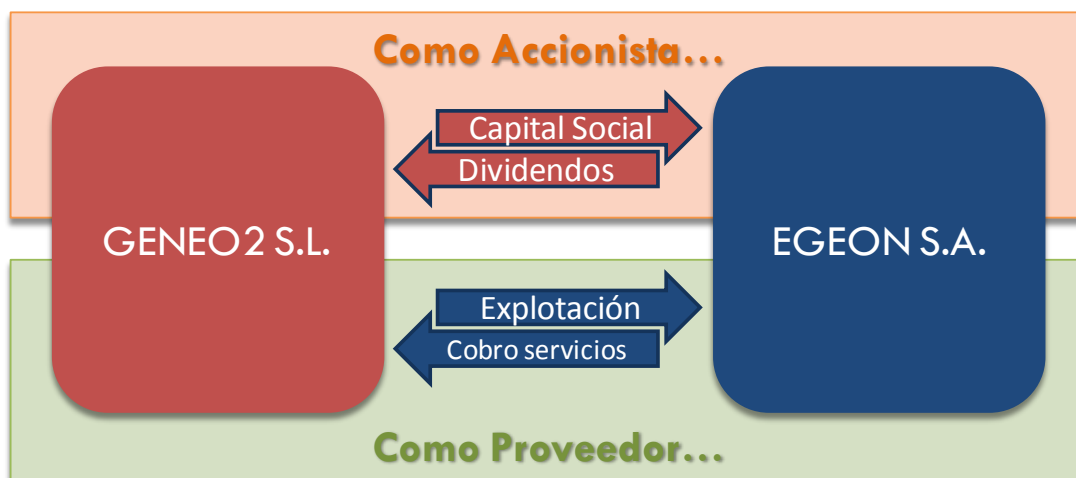 Como Accionista...
Capital Social
Dividendos
GENEO2 S.L.
EGEON S.A.
Explotación
Cobro servicios
Como Proveedor...